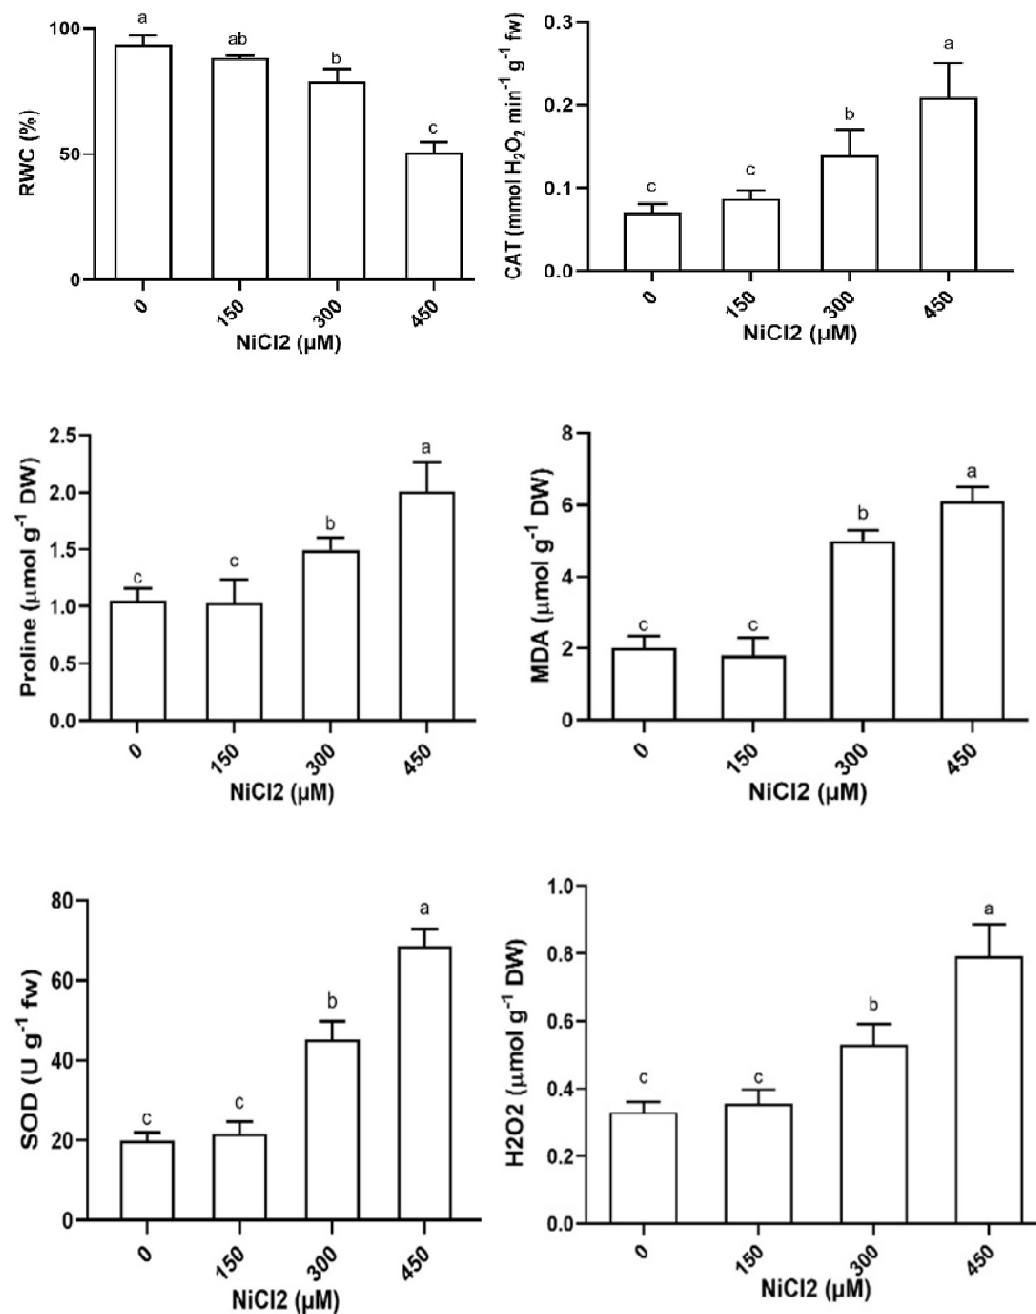 RWC (%)
100
50
0
a
ab
b
c
0
150
300
450
NiCl2 (µM)
CAT (mmol H₂O₂ min⁻¹ g⁻¹ fw)
0.3
0.2
0.1
0.0
c
c
b
a
0
150
300
450
NiCl2 (µM)
Proline (µmol g⁻¹ DW)
2.5
2.0
1.5
1.0
0.5
0.0
c
c
b
a
0
150
300
450
NiCl2 (µM)
MDA (µmol g⁻¹ DW)
8
6
4
2
0
c
c
b
a
0
150
300
450
NiCl2 (µM)
SOD (U g⁻¹ fw)
80
60
40
20
0
c
c
b
a
0
150
300
450
NiCl2 (µM)
H2O2 (µmol g⁻¹ DW)
1.0
0.8
0.6
0.4
0.2
0.0
c
c
b
a
0
150
300
450
NiCl2 (µM)